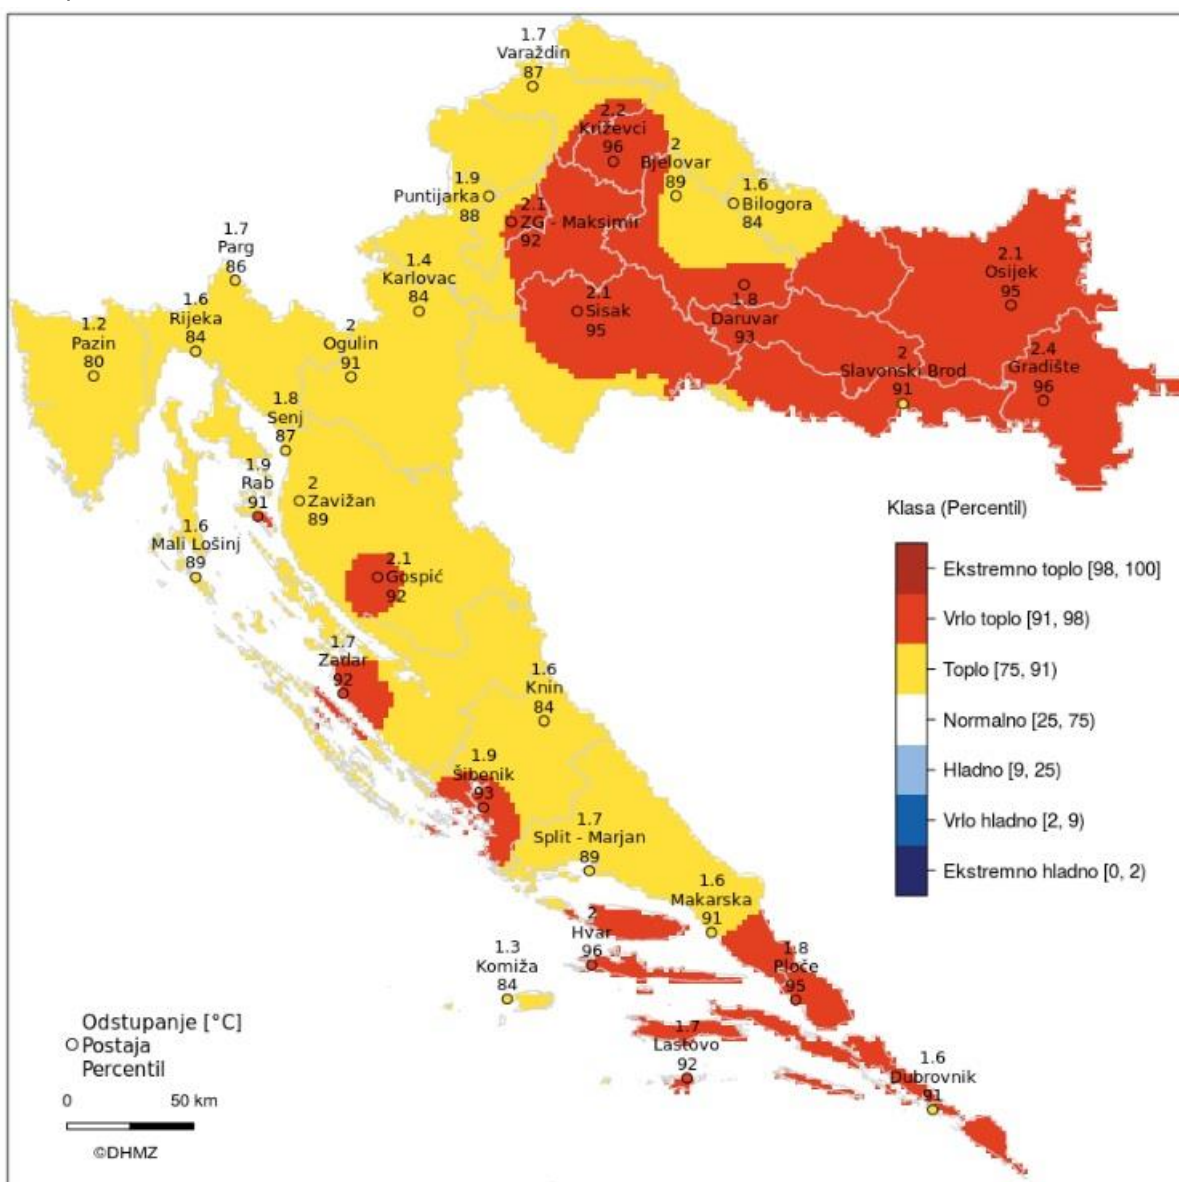 1.7
Varaždin
87
2.2
Križevci
96
2
Bjelovar
89
1.9
Puntijarka
88
1.6
Bilogora
84
2.1
ZG - Maksimir
92
1.7
Parg
86
1.4
Karlovac
84
2.1
Osijek
95
1.6
Rijeka
84
2.1
Sisak
95
1.8
Daruvar
93
1.2
Pazin
80
2
Ogulin
91
2
Slavonski Brod
91
2.4
Gradište
96
1.8
Senj
87
1.9
Rab
91
2
Zavižan
89
1.6
Mali Lošinj
89
2.1
Gospić
92
1.7
Zadar
92
1.6
Knin
84
1.9
Šibenik
93
1.7
Split - Marjan
89
1.6
Makarska
91
2
Hvar
96
1.3
Komiža
84
1.8
Ploče
95
1.7
Lastovo
92
1.6
Dubrovnik
91
Klasa (Percentil)
Ekstremno toplo [98, 100]
Vrlo toplo [91, 98)
Toplo [75, 91)
Normalno [25, 75)
Hladno [9, 25)
Vrlo hladno [2, 9)
Ekstremno hladno [0, 2)
Odstupanje [°C]
Postaja
Percentil
0 50 km
©DHMZ